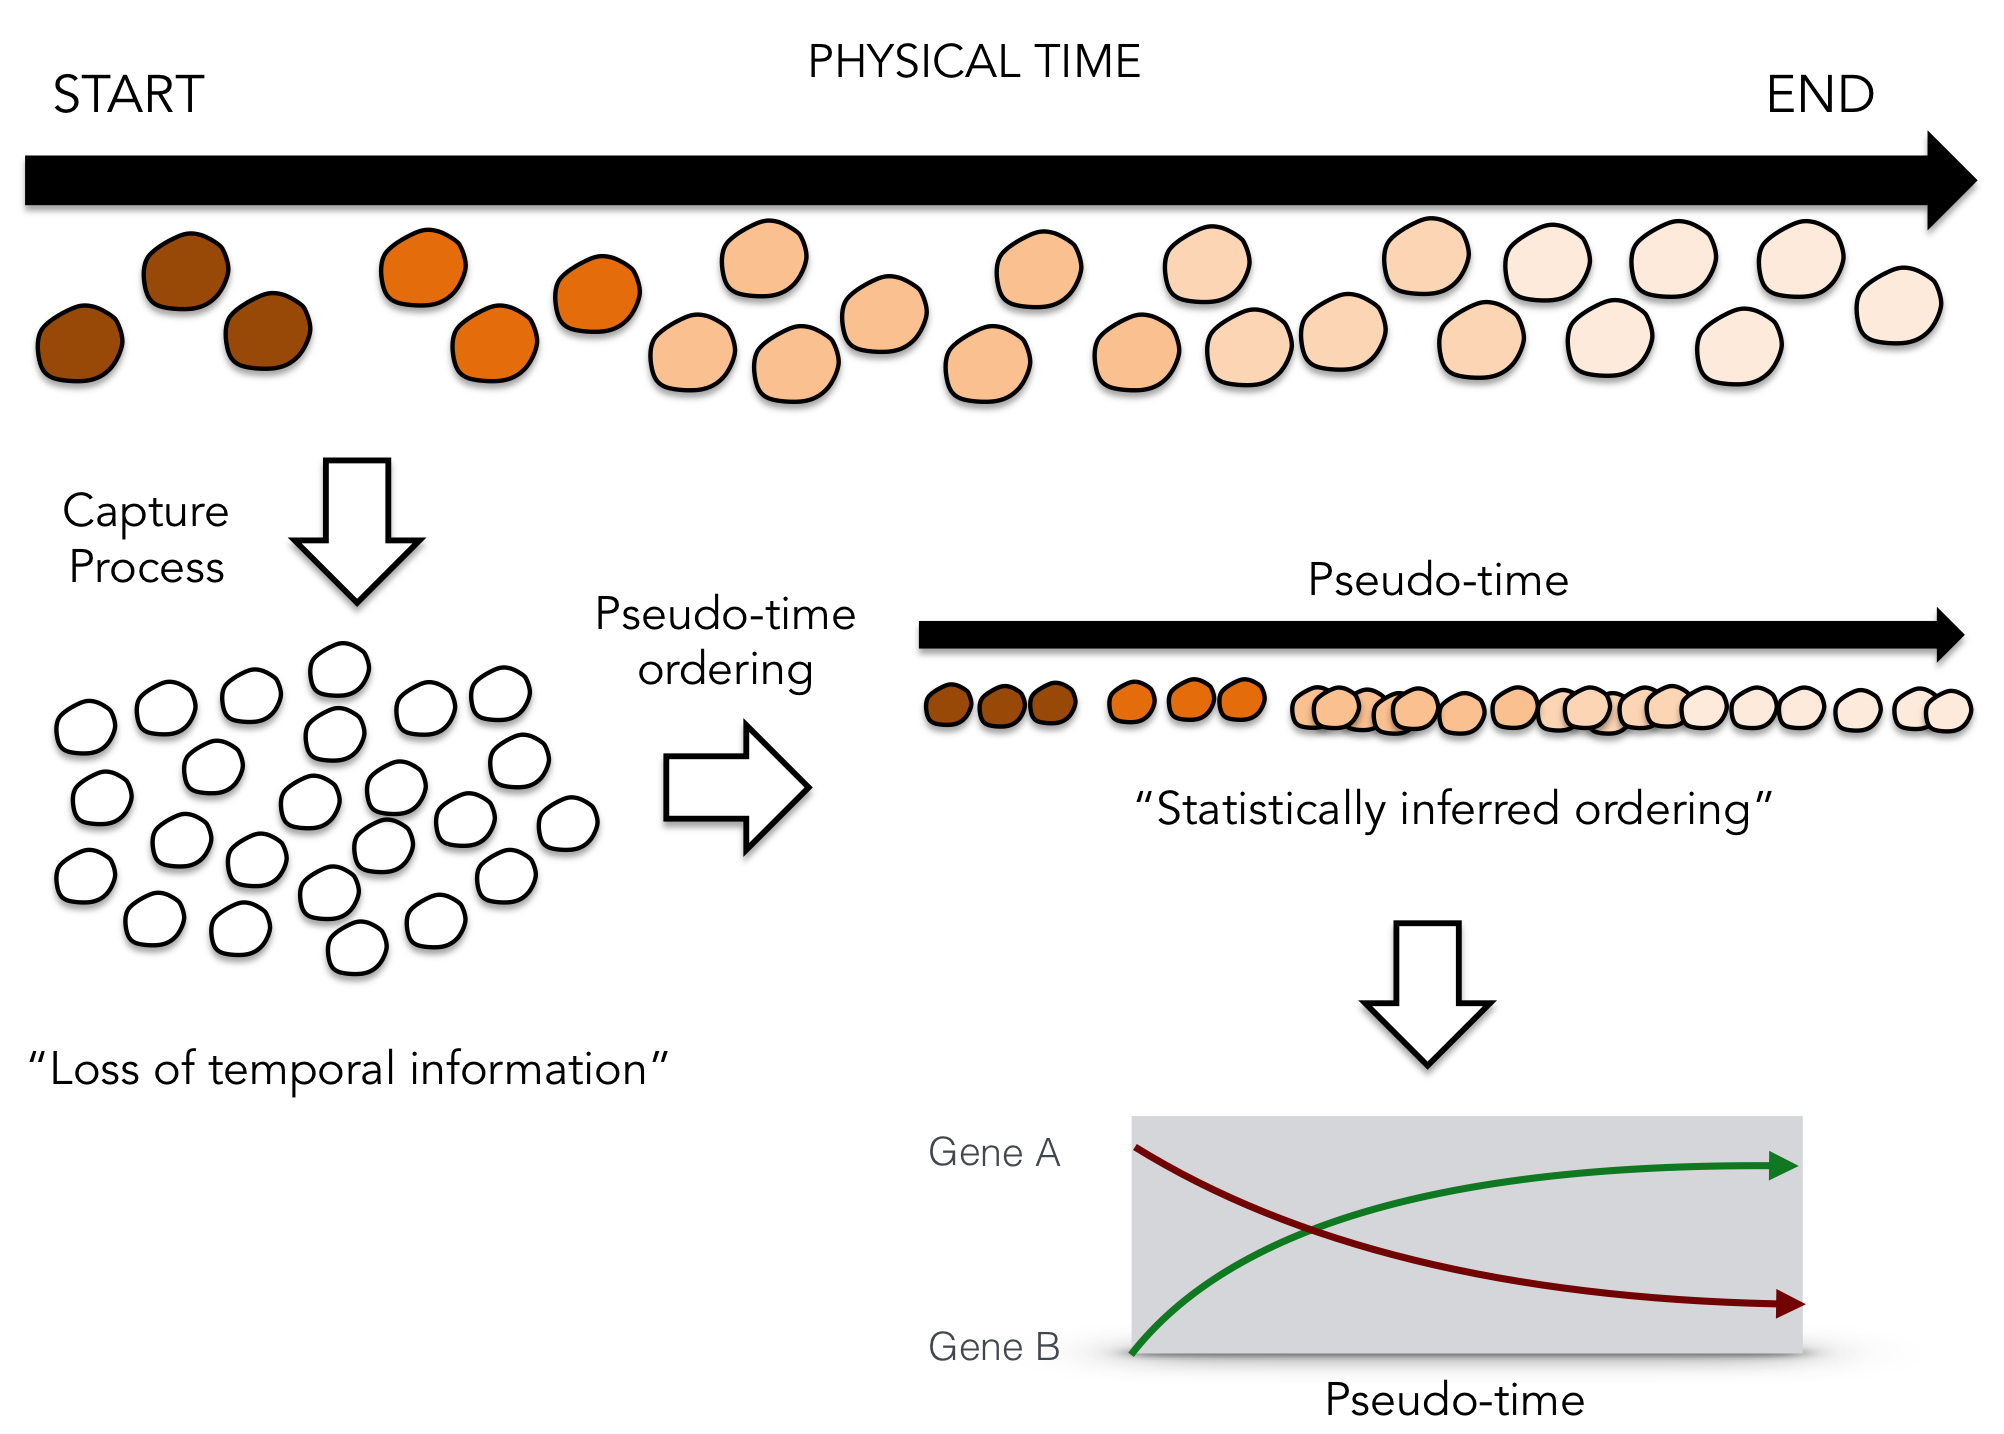 PHYSICAL TIME
START
END
Capture
Process
Pseudo-time
ordering
Pseudo-time
“Statistically inferred ordering”
“Loss of temporal information”
Gene A
Gene B
Pseudo-time